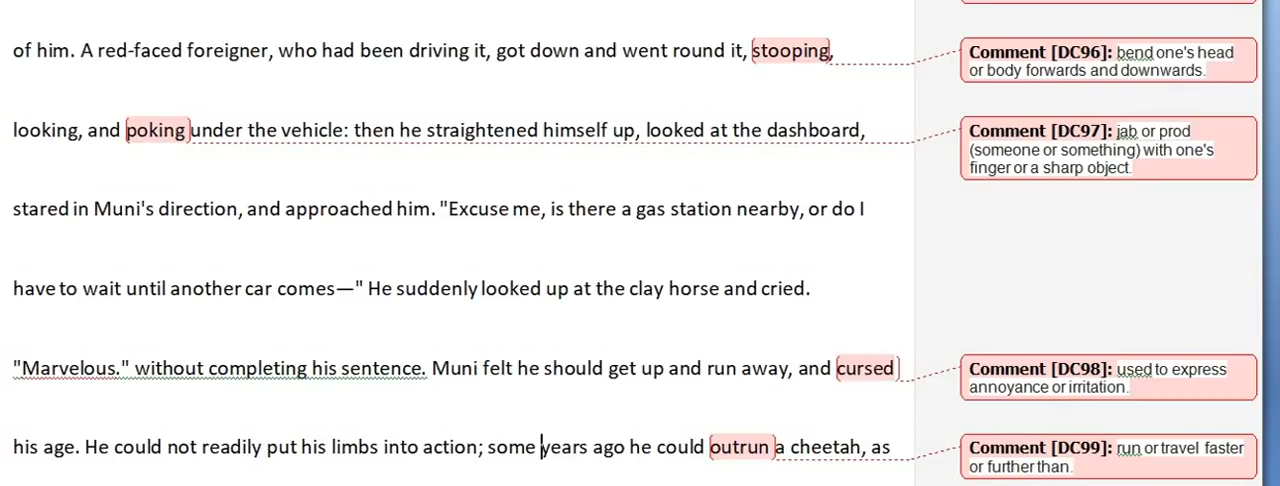 of him. A red-faced foreigner, who had been driving it, got down and went round it, stooping,
looking, and poking under the vehicle: then he straightened himself up, looked at the dashboard,
stared in Muni's direction, and approached him. "Excuse me, is there a gas station nearby, or do I
have to wait until another car comes—" He suddenly looked up at the clay horse and cried.
"Marvelous." without completing his sentence. Muni felt he should get up and run away, and cursed
his age. He could not readily put his limbs into action; some years ago he could outrun a cheetah, as
Comment [DC96]: bend one's head
or body forwards and downwards.
Comment [DC97]: jab or prod
(someone or something) with one's
finger or a sharp object.
Comment [DC98]: used to express
annoyance or irritation.
Comment [DC99]: run or travel faster
or further than.